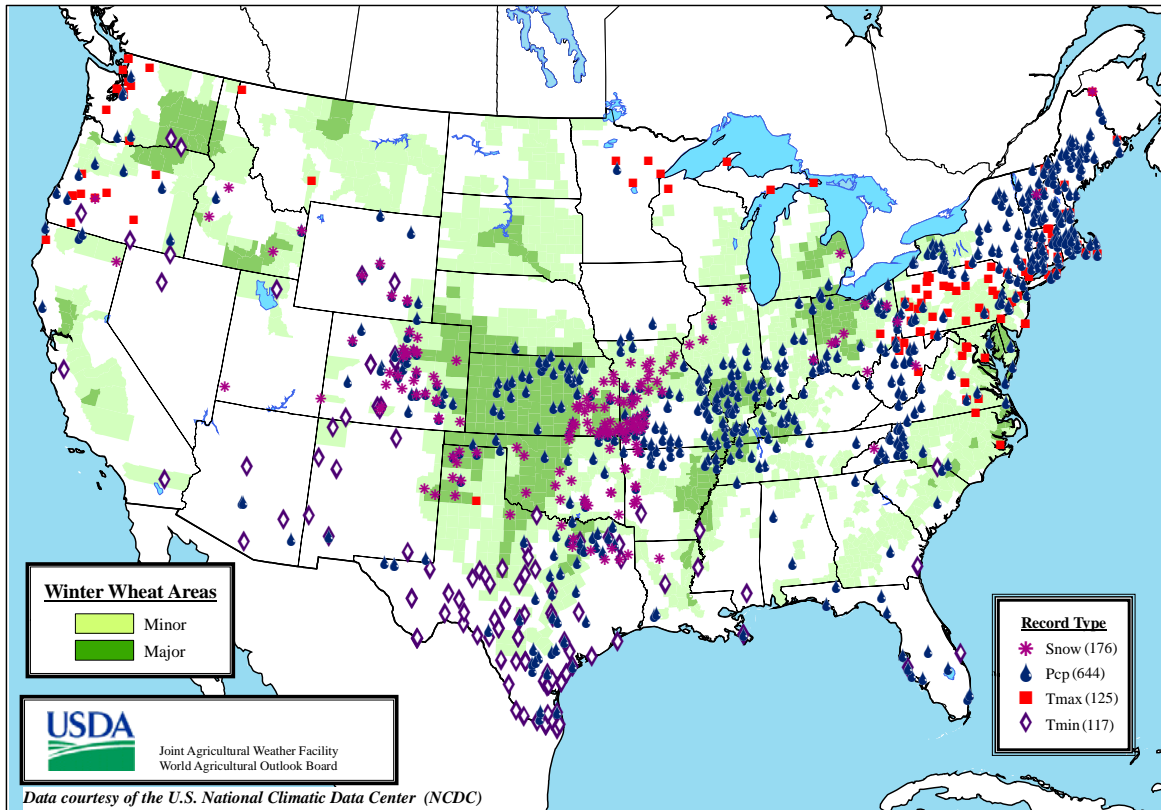 Winter Wheat Areas
Minor
Major
Record Type
Snow (176)
Pcp (644)
Tmax (125)
Tmin (117)
USDA
Joint Agricultural Weather Facility
World Agricultural Outlook Board
Data courtesy of the U.S. National Climatic Data Center (NCDC)